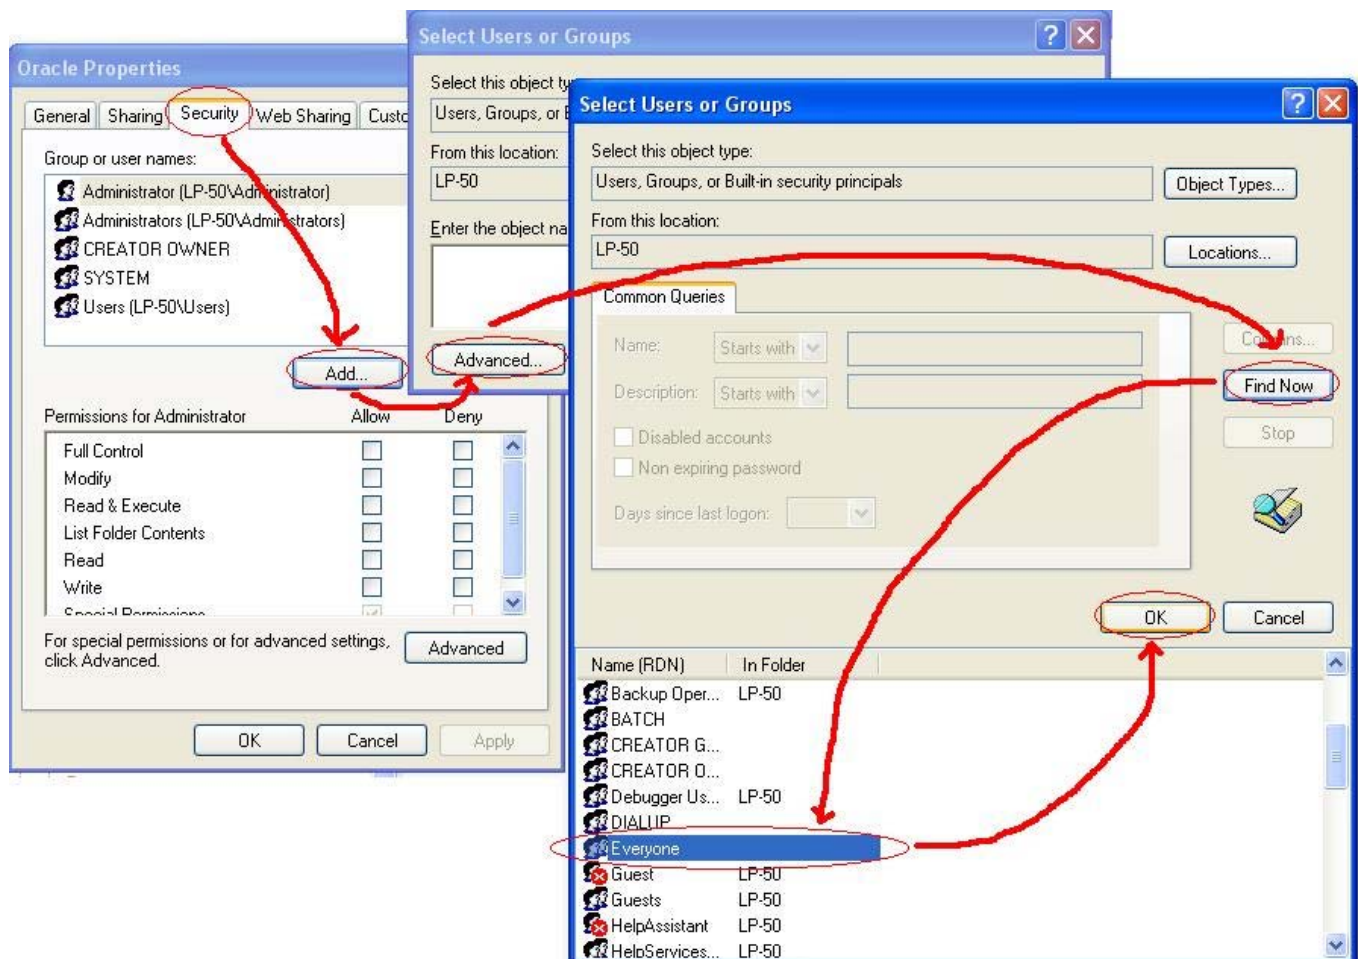 Oracle Properties
General Sharing Security Web Sharing
Group or user names:
Administrator (LP-50\Administrator)
Administrators (LP-50\Administrators)
CREATOR OWNER
SYSTEM
Users (LP-50\Users)
Add...
Permissions for Administrator Allow Deny
Full Control
Modify
Read & Execute
List Folder Contents
Read
Write
Special Permissions
For special permissions or for advanced settings,
click Advanced.
Advanced
OK Cancel Apply
Select Users or Groups
Select this object
Users, Groups, or
From this location:
LP-50
Enter the object
Advanced...
Select Users or Groups
Select this object type:
Users, Groups, or Built-in security principals
Object Types...
From this location:
LP-50
Locations...
Common Queries
Name: Starts with
Description: Starts with
Disabled accounts
Non expiring password
Days since last logon:
Columns...
Find Now
Stop
OK Cancel
Name (RDN) In Folder
Backup Oper... LP-50
BATCH
CREATOR G...
CREATOR O...
Debugger Us... LP-50
DIALUP
Everyone
Guest LP-50
Guests LP-50
HelpAssistant LP-50
HelpServices... LP-50